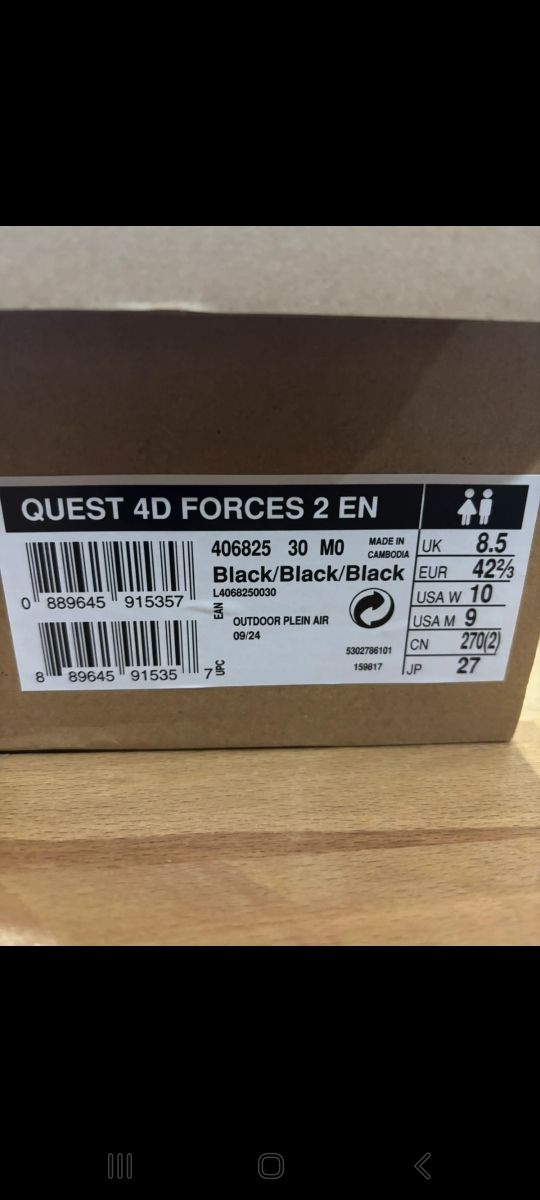 QUEST 4D FORCES 2 EN
406825 30 M0
MADE IN
CAMBODIA
Black/Black/Black
L4068250030
0 889645 915357
EAN
OUTDOOR PLEIN AIR
09/24
8 89645 91535 7
UPC
5302786101
159817
UK 8.5
EUR 42⅔
USA W 10
USA M 9
CN 270(2)
JP 27